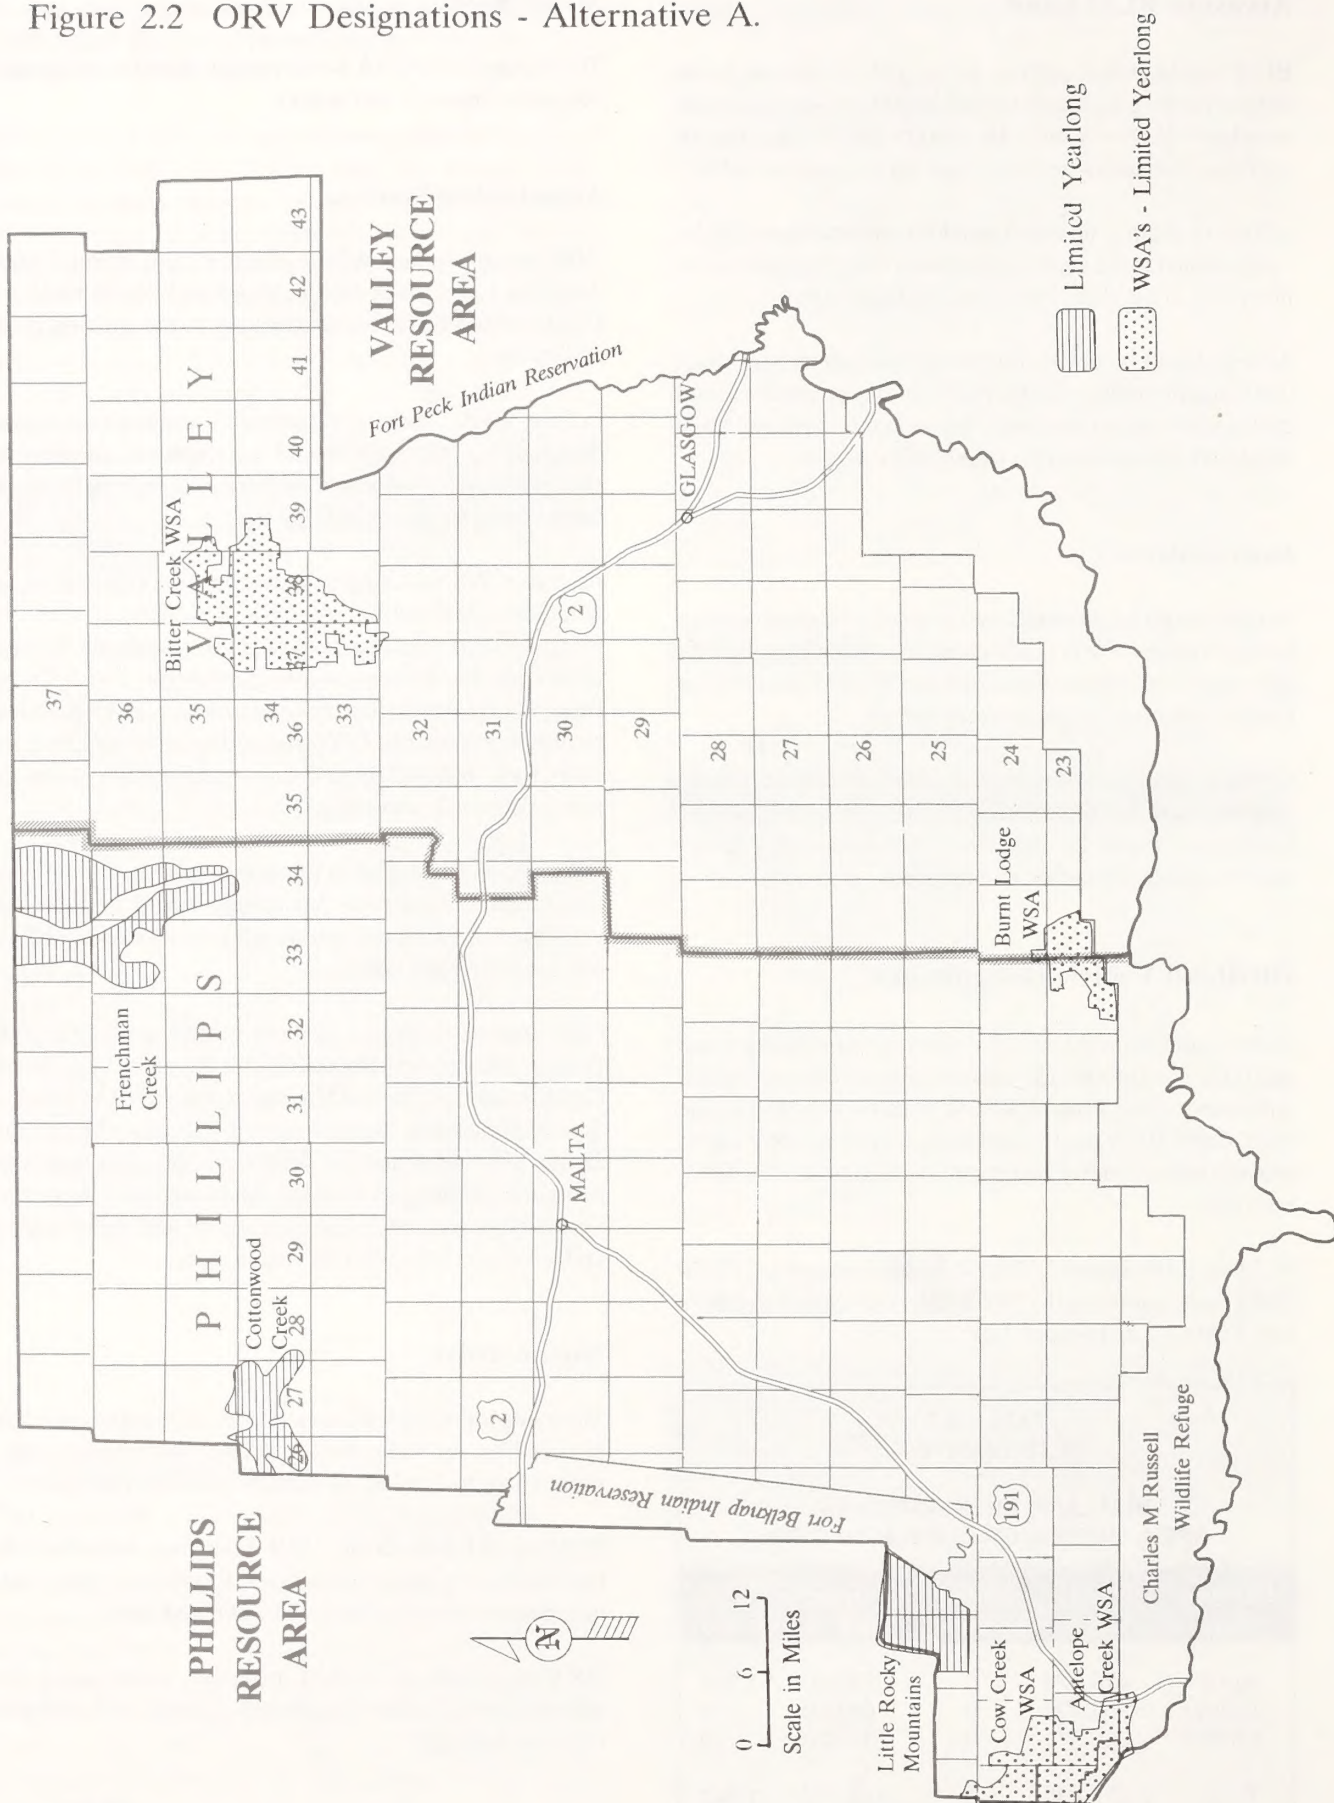 Figure 2.2 ORV Designations - Alternative A.
PHILLIPS
RESOURCE
AREA
VALLEY
RESOURCE
AREA
PHILLIPS
VALLEY
Frenchman
Creek
Cottonwood
Creek
Bitter Creek WSA
Fort Peck Indian Reservation
GLASGOW
MALTA
2
2
191
Fort Belknap Indian Reservation
Little Rocky
Mountains
Cow Creek
WSA
Antelope
Creek WSA
Burnt Lodge
WSA
Charles M Russell
Wildlife Refuge
26 27 28 29 30 31 32 33 34 35 36 37 38 39 40 41 42 43
37
36
35
34
33
32
31
30
29
28
27
26
25
24
23
N
0 6 12
Scale in Miles
Limited Yearlong
WSA's - Limited Yearlong